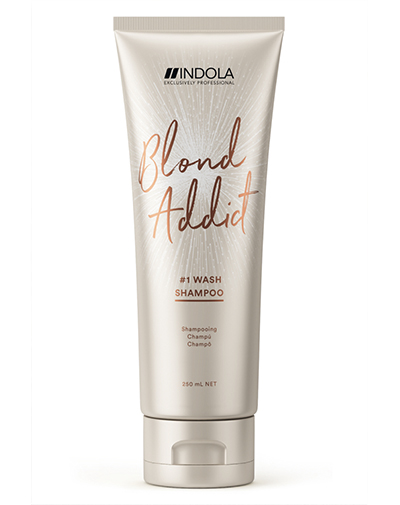 INDOLA
EXCLUSIVELY PROFESSIONAL
Blond
Addict
#1 WASH
SHAMPOO
Shampooing
Champú
Champô
250 mL NET